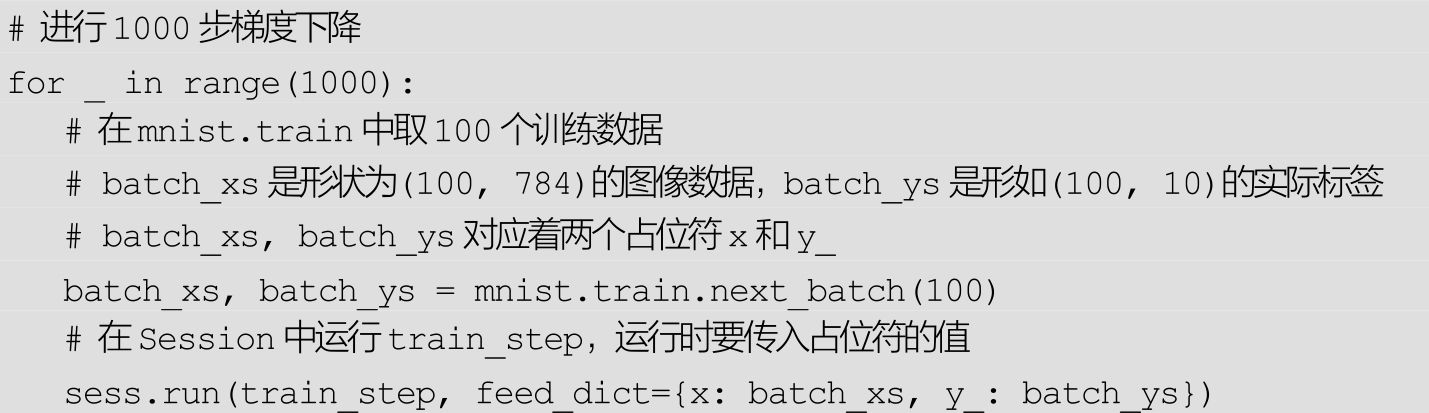 # 进行1000步梯度下降
for _ in range(1000):
# 在mnist.train中取100个训练数据
# batch_xs是形状为(100, 784)的图像数据，batch_ys是形如(100, 10)的实际标签
# batch_xs, batch_ys对应着两个占位符x和y_
batch_xs, batch_ys = mnist.train.next_batch(100)
# 在Session中运行train_step，运行时要传入占位符的值
sess.run(train_step, feed_dict={x: batch_xs, y_: batch_ys})